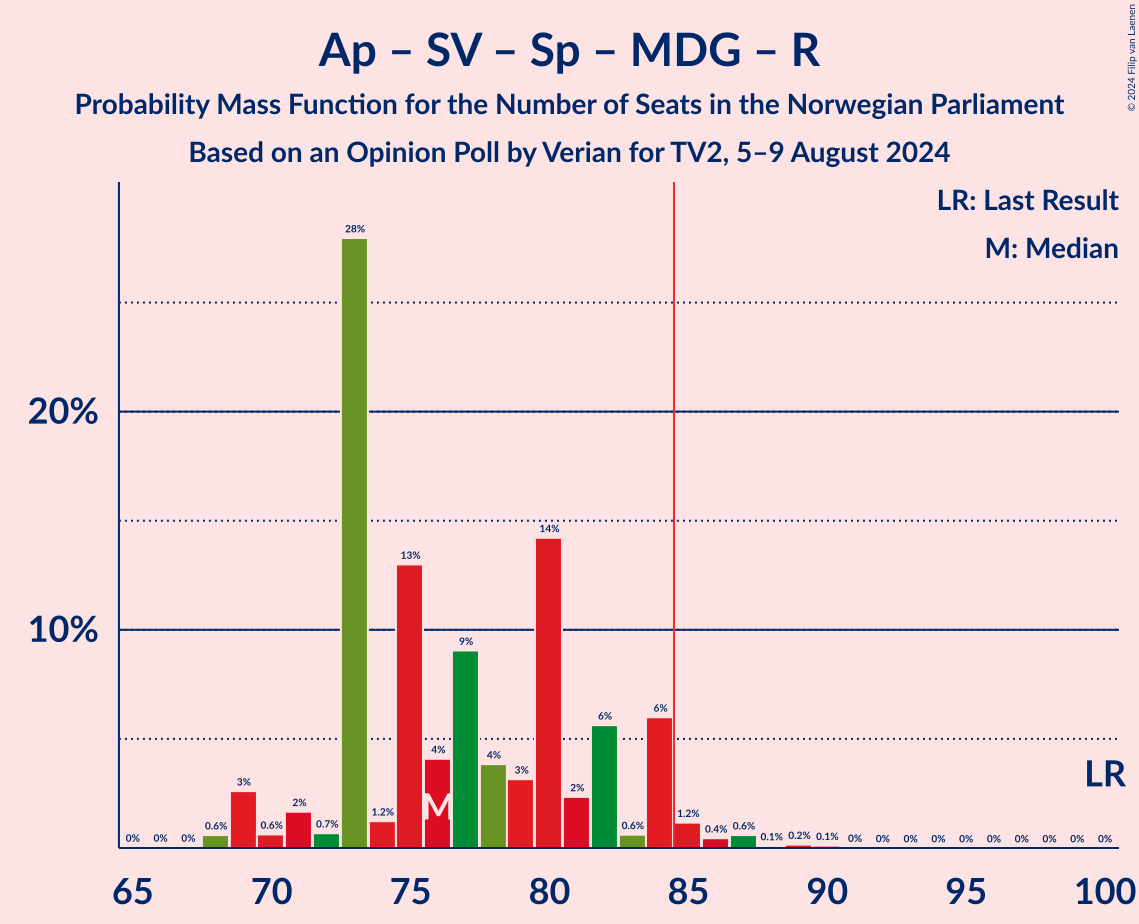 Ap – SV – Sp – MDG – R
Probability Mass Function for the Number of Seats in the Norwegian Parliament
Based on an Opinion Poll by Verian for TV2, 5–9 August 2024
© 2024 Filip van Laenen
LR: Last Result
M: Median
20%
10%
0% 0% 0% 0.6% 3% 0.6% 2% 0.7% 28% 1.2% 13% 4% 9% 4% 3% 14% 2% 6% 0.6% 6% 1.2% 0.4% 0.6% 0.1% 0.2% 0.1% 0% 0% 0% 0% 0% 0% 0% 0% 0% 0%
M
LR
65 70 75 80 85 90 95 100